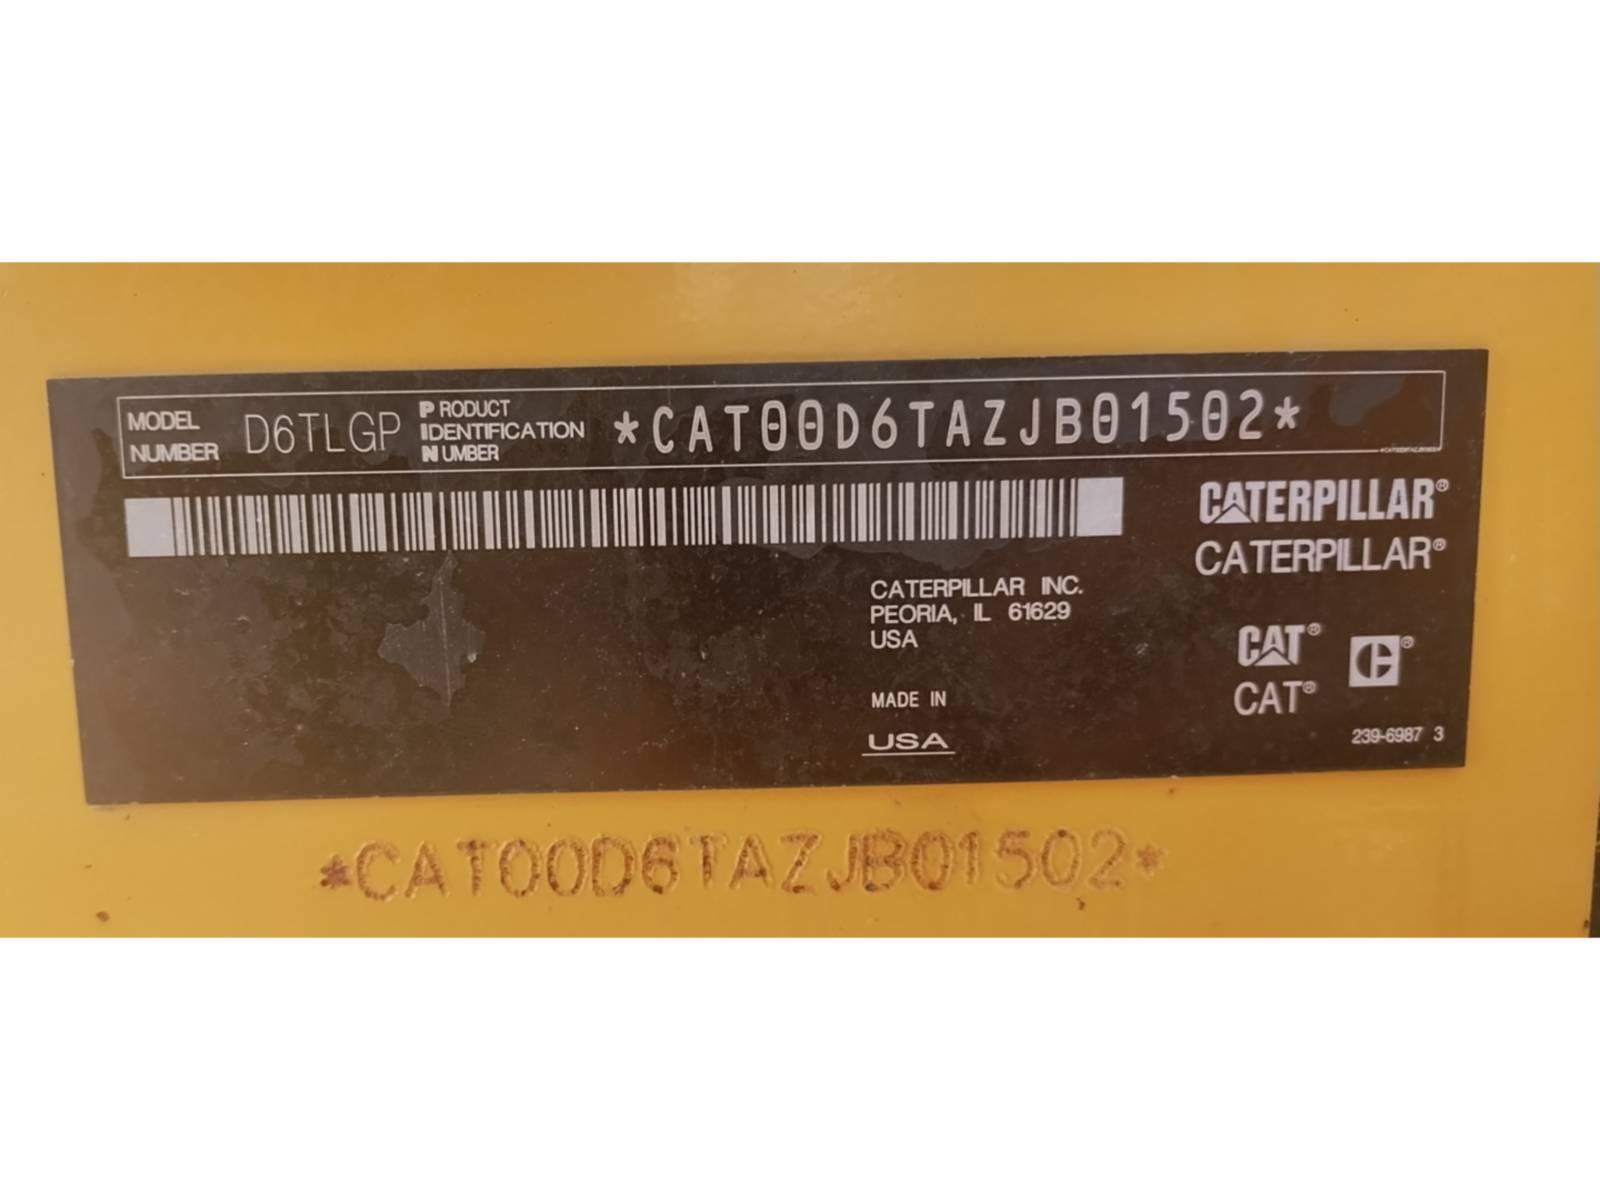 MODEL NUMBER D6TLGP PRODUCT IDENTIFICATION NUMBER *CAT00D6TAZJB01502*
*CAT00D6TAZJB01502*
CATERPILLAR®
CATERPILLAR®
CATERPILLAR INC.
PEORIA, IL 61629
USA
CAT®
CAT®
MADE IN
USA
239-6987 3
*CAT00D6TAZJB01502*